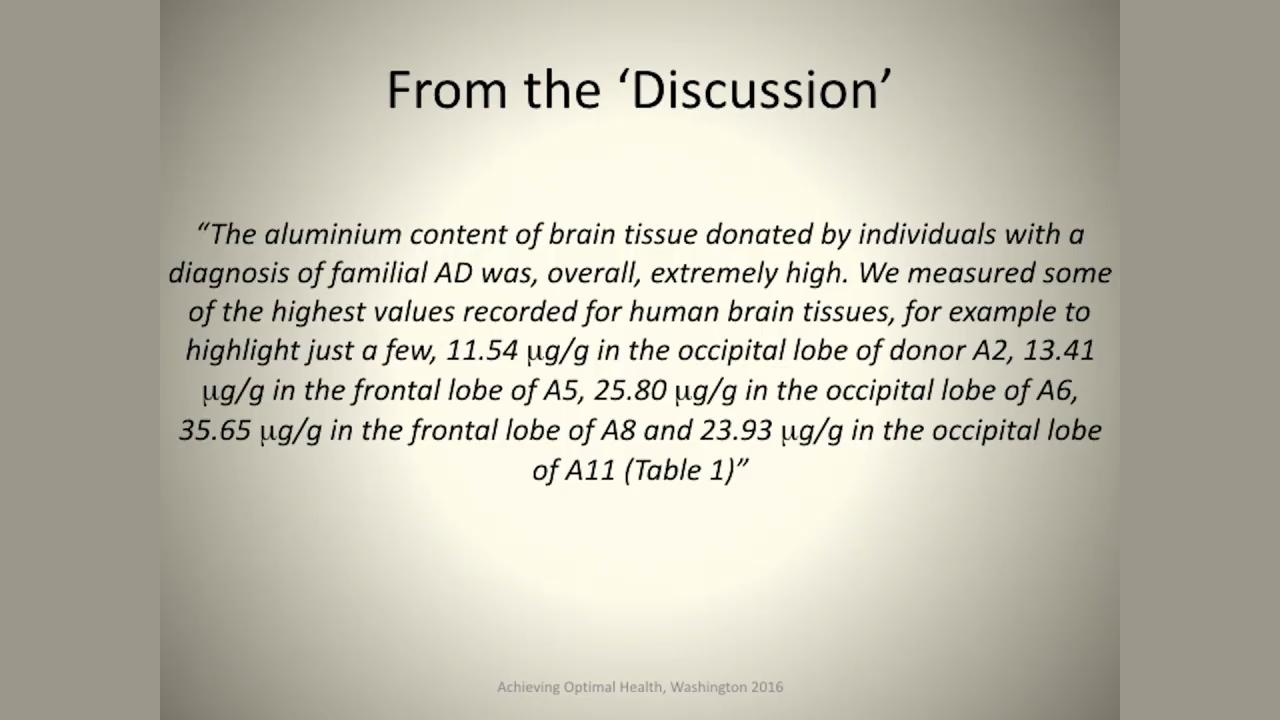 From the ‘Discussion’
“The aluminium content of brain tissue donated by individuals with a
diagnosis of familial AD was, overall, extremely high. We measured some
of the highest values recorded for human brain tissues, for example to
highlight just a few, 11.54 μg/g in the occipital lobe of donor A2, 13.41
μg/g in the frontal lobe of A5, 25.80 μg/g in the occipital lobe of A6,
35.65 μg/g in the frontal lobe of A8 and 23.93 μg/g in the occipital lobe
of A11 (Table 1)”
Achieving Optimal Health, Washington 2016